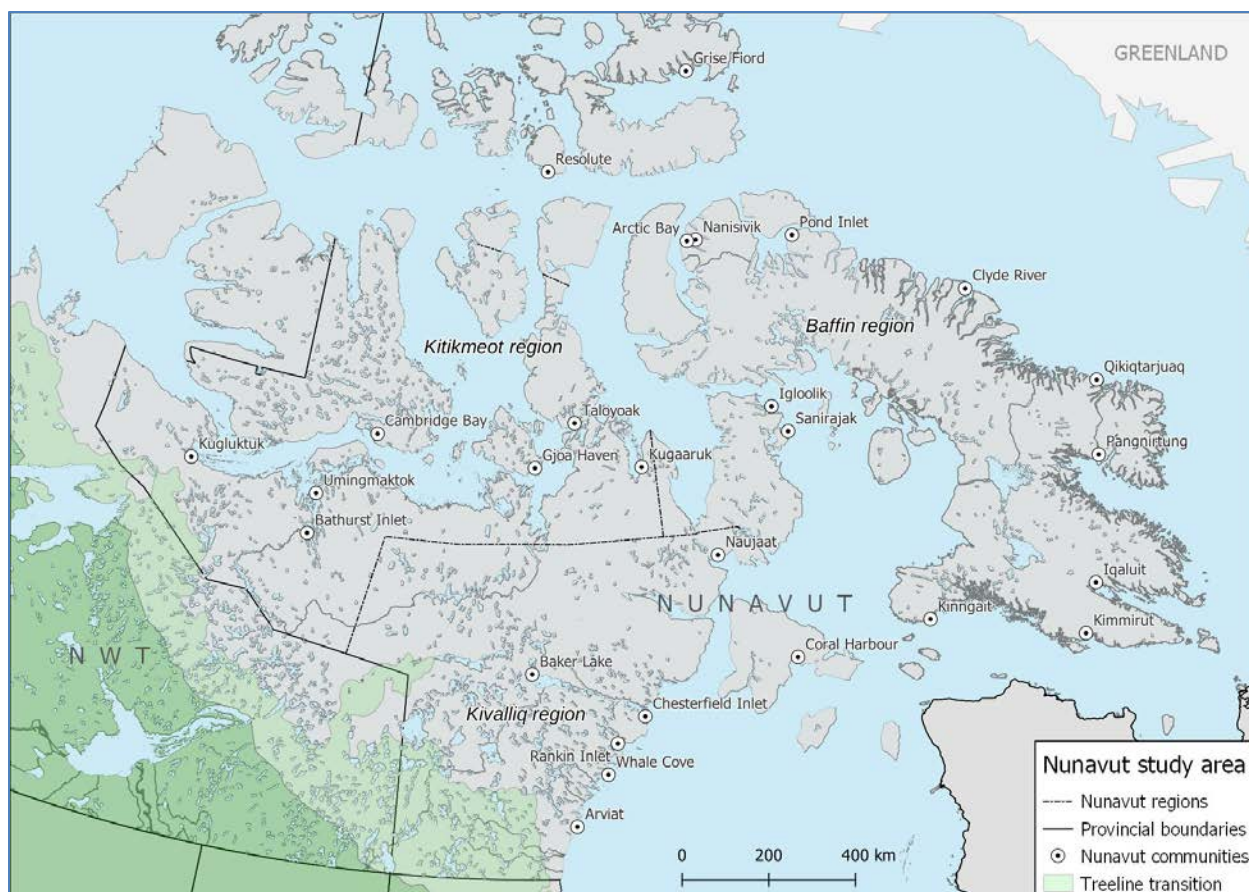 GREENLAND
Grise Fiord
Resolute
Arctic Bay
Nanisivik
Pond Inlet
Clyde River
Baffin region
Kitikmeot region
Qikiqtarjuaq
Igloolik
Sanirajak
Taloyoak
Cambridge Bay
Kugluktuk
Gjoa Haven
Kugaaruk
Pangnirtung
Umingmaktok
Bathurst Inlet
Naujaat
NUNAVUT
Iqaluit
Kinngait
Kimmirut
NWT
Coral Harbour
Baker Lake
Kivalliq region
Chesterfield Inlet
Rankin Inlet
Whale Cove
Arviat
0 200 400 km
Nunavut study area
Nunavut regions
Provincial boundaries
Nunavut communities
Treeline transition